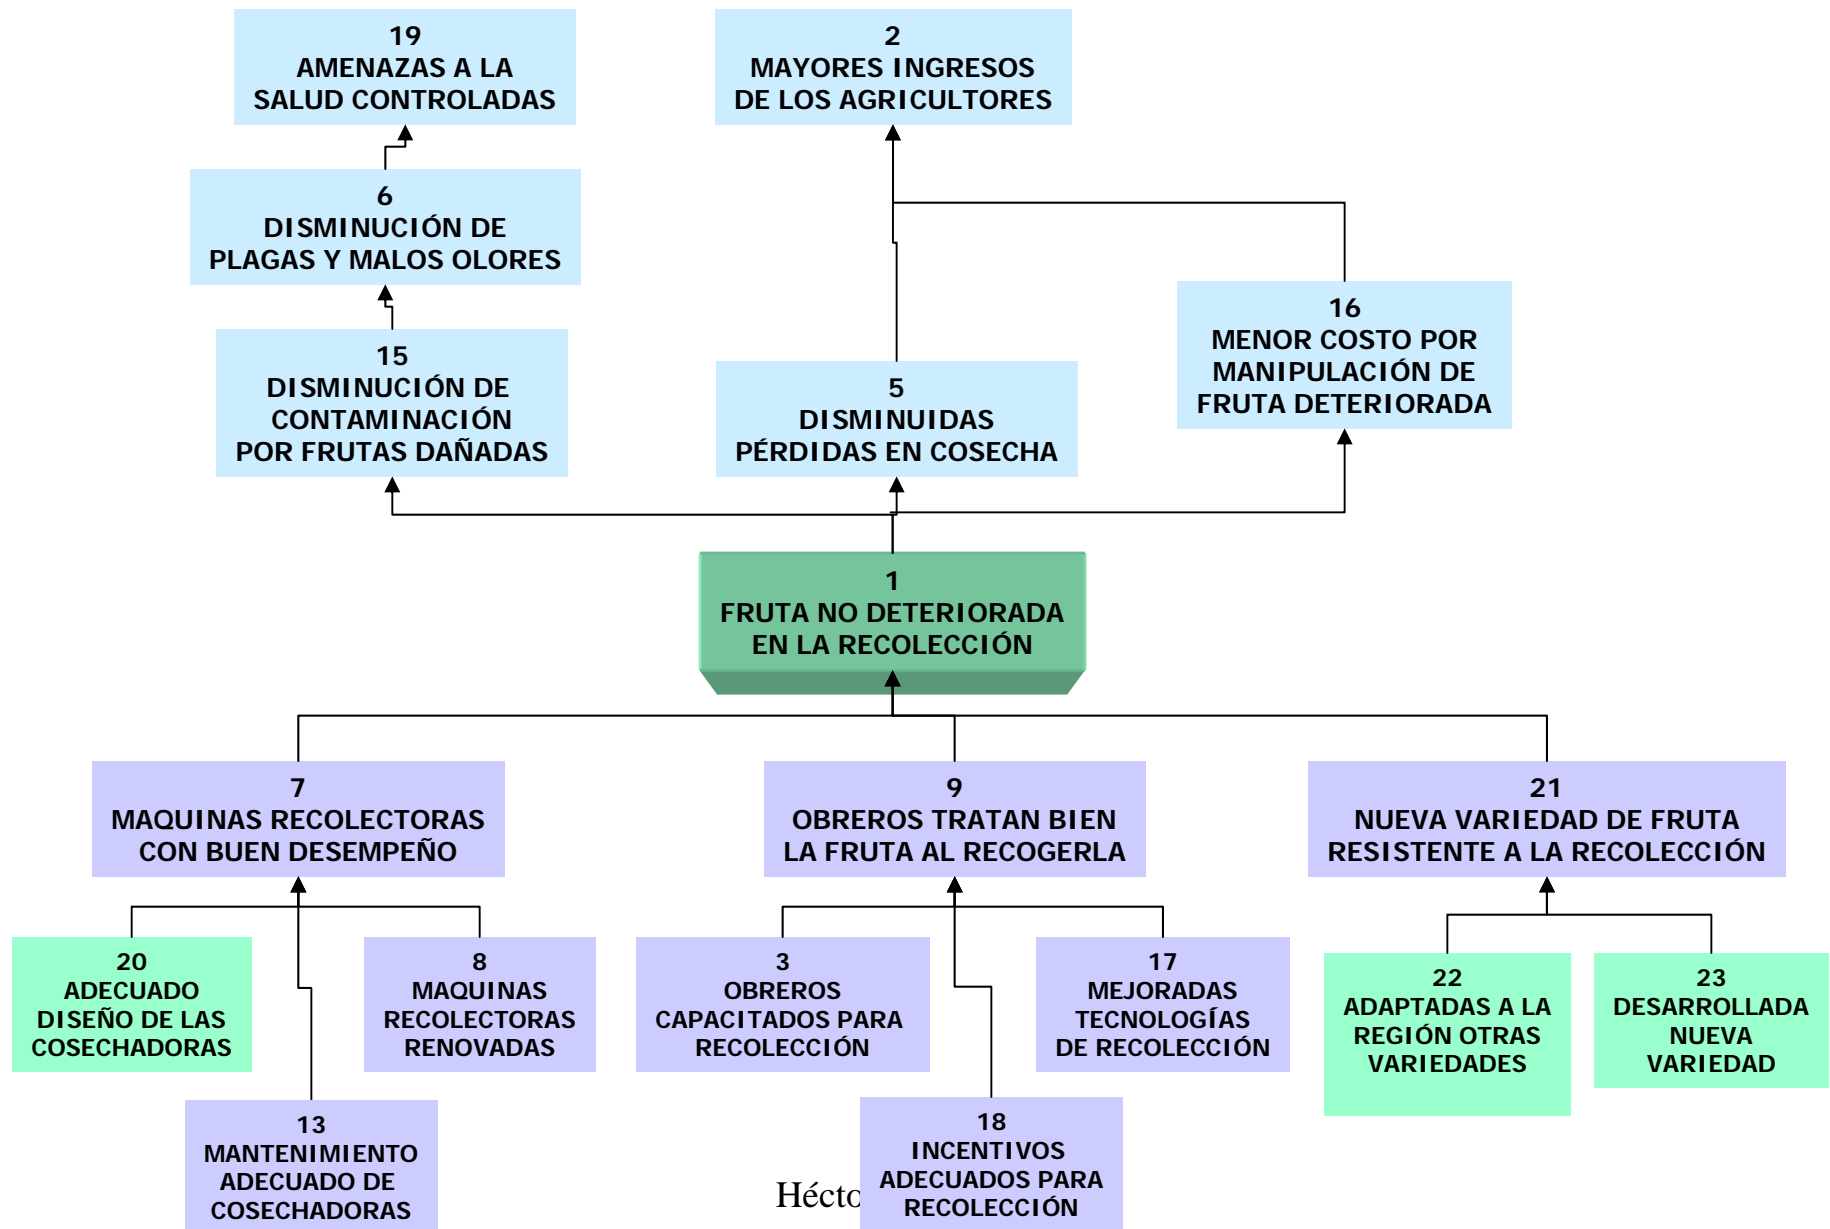 19
AMENAZAS A LA
SALUD CONTROLADAS
2
MAYORES INGRESOS
DE LOS AGRICULTORES
6
DISMINUCIÓN DE
PLAGAS Y MALOS OLORES
16
MENOR COSTO POR
MANIPULACIÓN DE
FRUTA DETERIORADA
15
DISMINUCIÓN DE
CONTAMINACIÓN
POR FRUTAS DAÑADAS
5
DISMINUIDAS
PÉRDIDAS EN COSECHA
1
FRUTA NO DETERIORADA
EN LA RECOLECCIÓN
7
MAQUINAS RECOLECTORAS
CON BUEN DESEMPEÑO
9
OBREROS TRATAN BIEN
LA FRUTA AL RECOGERLA
21
NUEVA VARIEDAD DE FRUTA
RESISTENTE A LA RECOLECCIÓN
20
ADECUADO
DISEÑO DE LAS
COSECHADORAS
8
MAQUINAS
RECOLECTORAS
RENOVADAS
3
OBREROS
CAPACITADOS PARA
RECOLECCIÓN
17
MEJORADAS
TECNOLOGÍAS
DE RECOLECCIÓN
22
ADAPTADAS A LA
REGIÓN OTRAS
VARIEDADES
23
DESARROLLADA
NUEVA
VARIEDAD
13
MANTENIMIENTO
ADECUADO DE
COSECHADORAS
18
INCENTIVOS
ADECUADOS PARA
RECOLECCIÓN